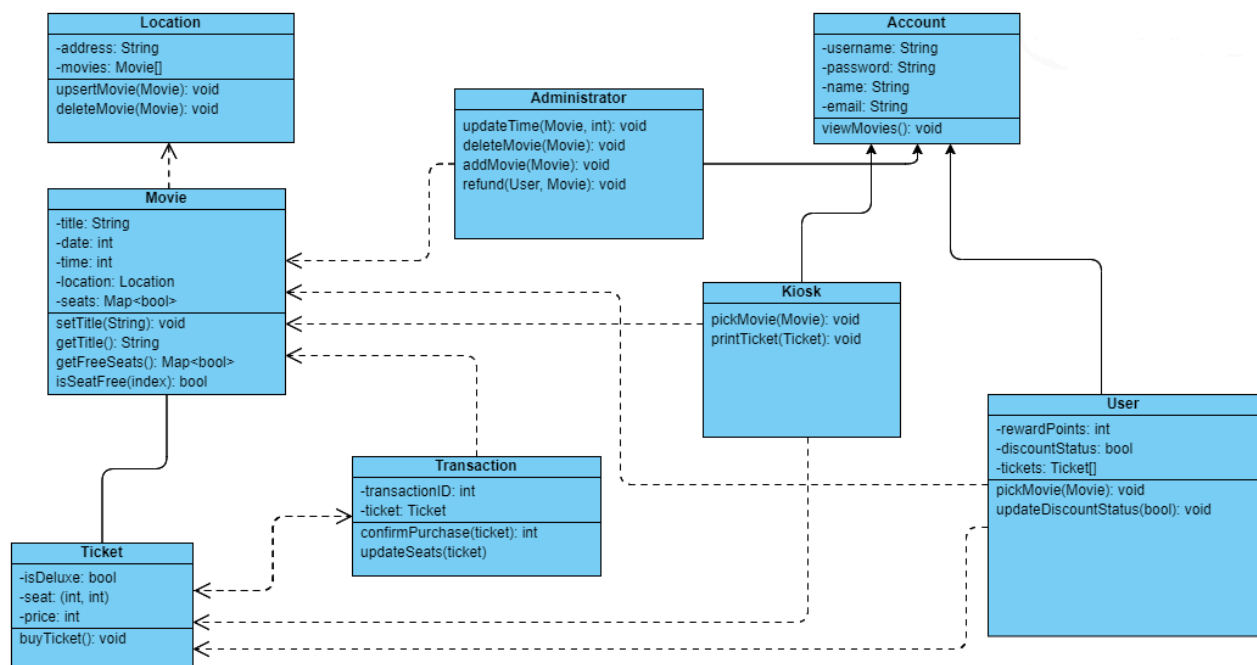 Location
-address: String
-movies: Movie[]
upsertMovie(Movie): void
deleteMovie(Movie): void
Account
-username: String
-password: String
-name: String
-email: String
viewMovies(): void
Administrator
updateTime(Movie, int): void
deleteMovie(Movie): void
addMovie(Movie): void
refund(User, Movie): void
Movie
-title: String
-date: int
-time: int
-location: Location
-seats: Map<bool>
setTitle(String): void
getTitle(): String
getFreeSeats(): Map<bool>
isSeatFree(index): bool
Kiosk
pickMovie(Movie): void
printTicket(Ticket): void
User
-rewardPoints: int
-discountStatus: bool
-tickets: Ticket[]
pickMovie(Movie): void
updateDiscountStatus(bool): void
Transaction
-transactionID: int
-ticket: Ticket
confirmPurchase(ticket): int
updateSeats(ticket)
Ticket
-isDeluxe: bool
-seat: (int, int)
-price: int
buyTicket(): void